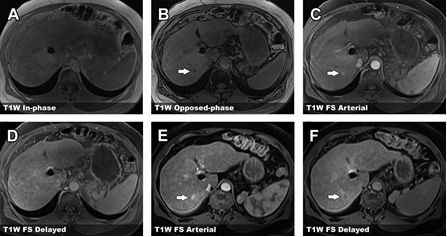 A
T1W In-phase
B
T1W Opposed-phase
C
T1W FS Arterial
D
T1W FS Delayed
E
T1W FS Arterial
F
T1W FS Delayed